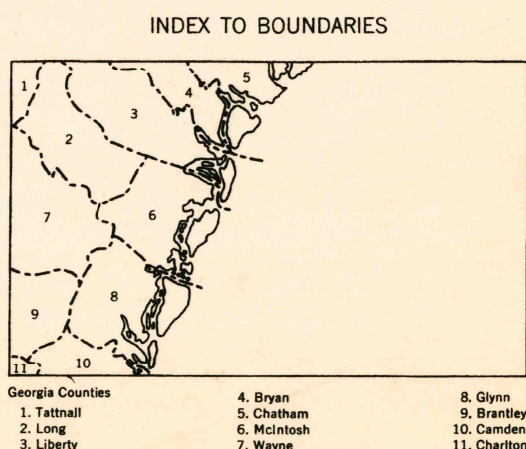 INDEX TO BOUNDARIES
1
4
5
3
2
7
6
8
9
11
10
Georgia Counties
1. Tattnall
2. Long
3. Liberty
4. Bryan
5. Chatham
6. McIntosh
7. Wayne
8. Glynn
9. Brantley
10. Camden
11. Charlton